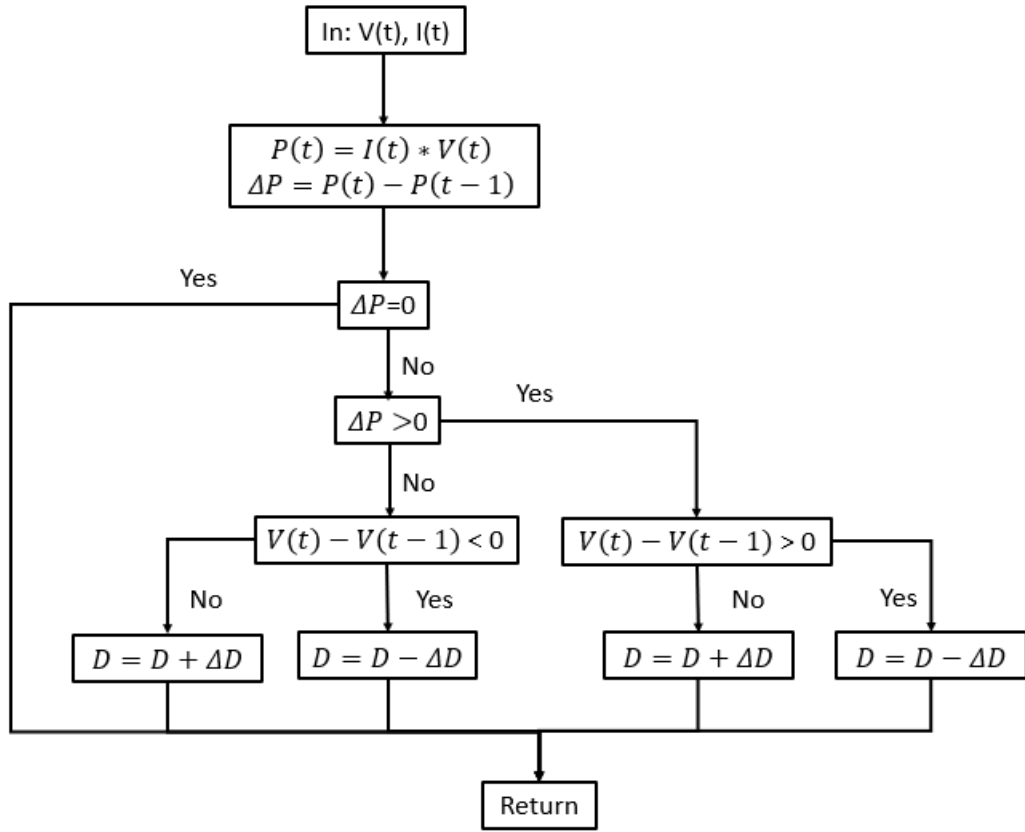 In: V(t), I(t)
P(t) = I(t) * V(t)
ΔP = P(t) − P(t − 1)
Yes
ΔP=0
No
Yes
ΔP >0
No
V(t) − V(t − 1) < 0
V(t) − V(t − 1) > 0
No
Yes
No
Yes
D = D + ΔD
D = D − ΔD
D = D + ΔD
D = D − ΔD
Return